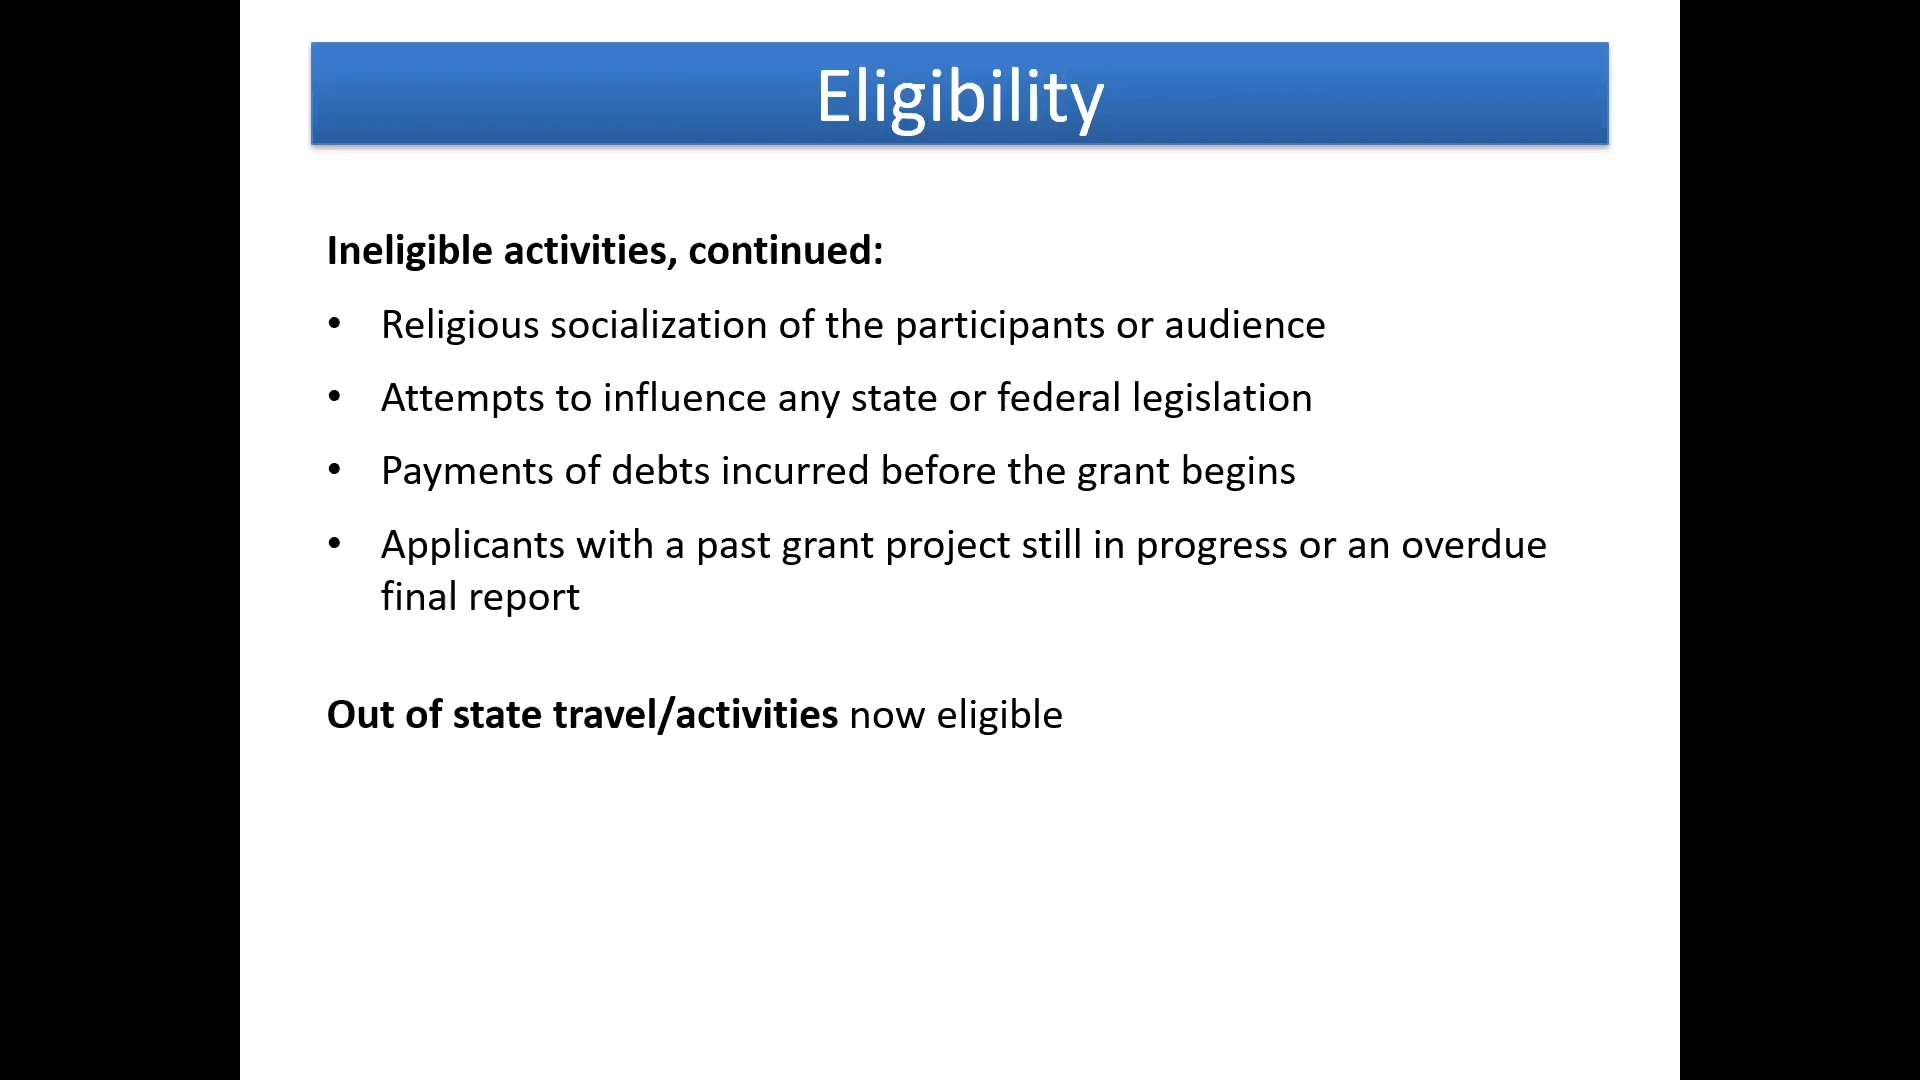 Eligibility
Ineligible activities, continued:
• Religious socialization of the participants or audience
• Attempts to influence any state or federal legislation
• Payments of debts incurred before the grant begins
• Applicants with a past grant project still in progress or an overdue
final report
Out of state travel/activities now eligible